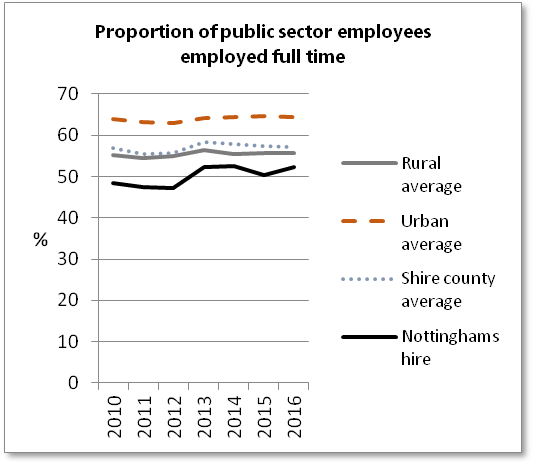 Proportion of public sector employees
employed full time
70
60
50
40
30
20
10
0
%
2010
2011
2012
2013
2014
2015
2016
Rural
average
Urban
average
Shire county
average
Nottinghams
hire